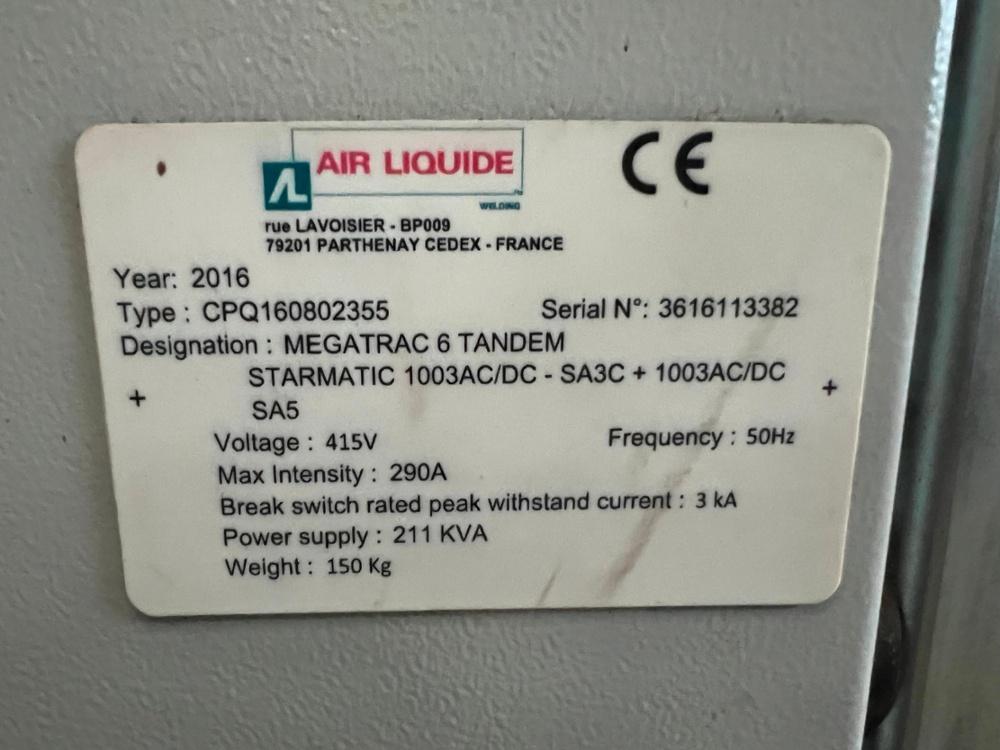 AL AIR LIQUIDE
WELDING
CE
rue LAVOISIER - BP009
79201 PARTHENAY CEDEX - FRANCE
Year: 2016
Type : CPQ160802355 Serial N°: 3616113382
Designation : MEGATRAC 6 TANDEM
STARMATIC 1003AC/DC - SA3C + 1003AC/DC
SA5
Voltage : 415V Frequency : 50Hz
Max Intensity : 290A
Break switch rated peak withstand current : 3 kA
Power supply : 211 KVA
Weight : 150 Kg